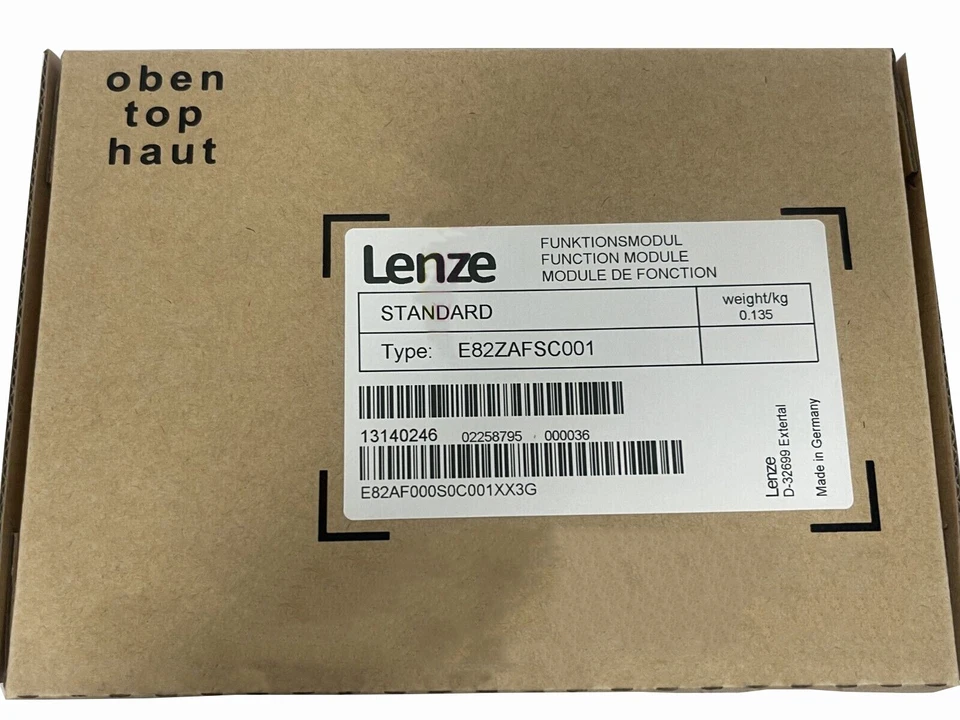 oben
top
haut
Lenze
FUNKTIONSMODUL
FUNCTION MODULE
MODULE DE FONCTION
STANDARD
weight/kg
0.135
Type: E82ZAFSC001
13140246 02258795 000036
E82AF000S0C001XX3G
Lenze
D-32699 Extertal
Made in Germany